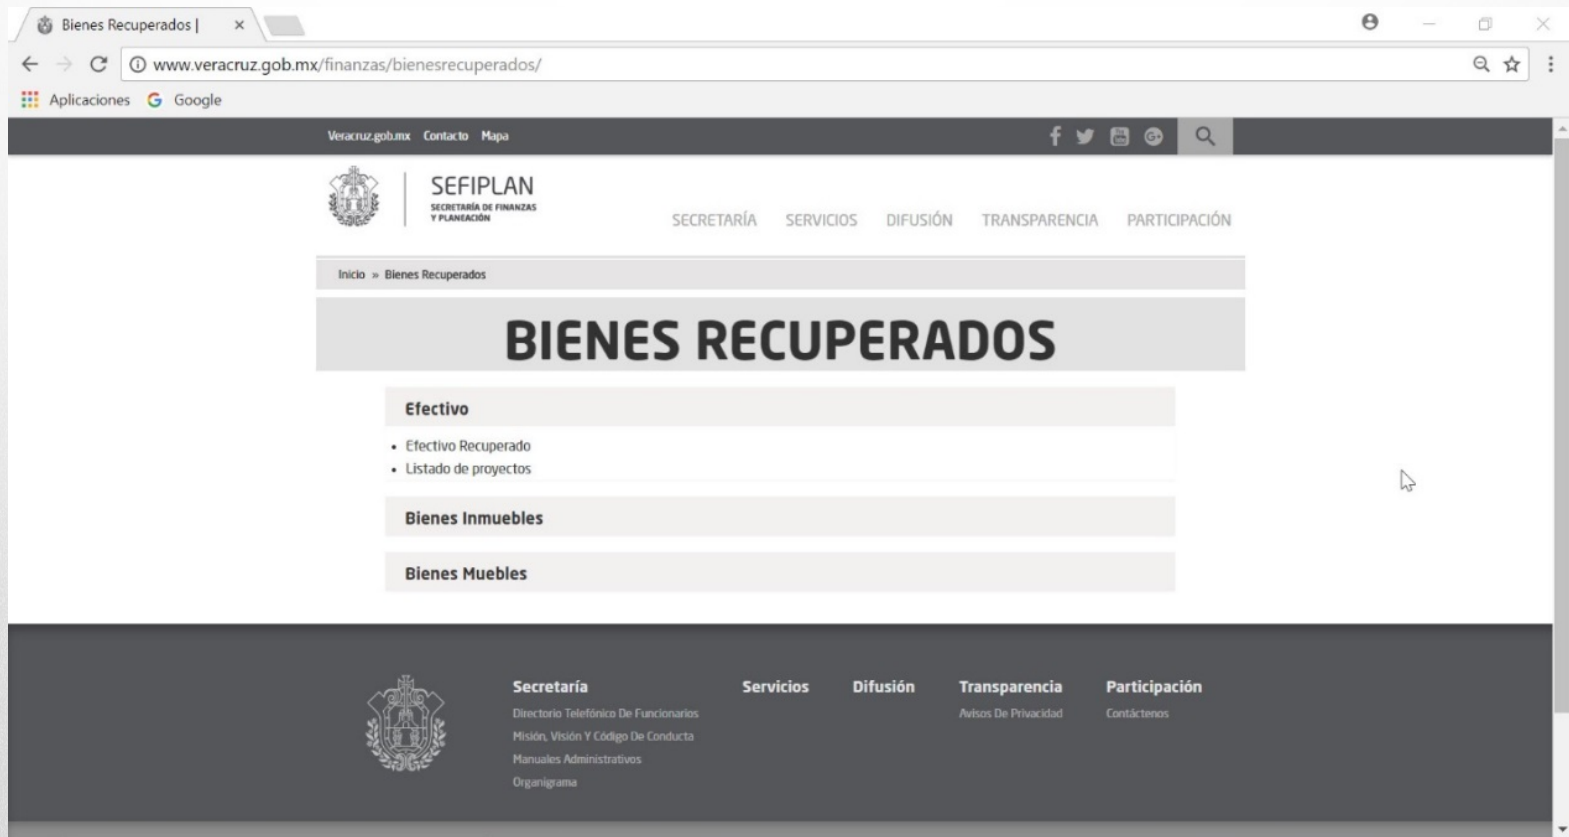 Bienes Recuperados |
www.veracruz.gob.mx/finanzas/bienesrecuperados/
Aplicaciones Google
Veracruz.gob.mx Contacto Mapa
SEFIPLAN
SECRETARÍA DE FINANZAS
Y PLANEACIÓN
SECRETARÍA SERVICIOS DIFUSIÓN TRANSPARENCIA PARTICIPACIÓN
Inicio » Bienes Recuperados
BIENES RECUPERADOS
Efectivo
• Efectivo Recuperado
• Listado de proyectos
Bienes Inmuebles
Bienes Muebles
Secretaría Servicios Difusión Transparencia Participación
Directorio Telefónico De Funcionarios Avisos De Privacidad Contáctenos
Misión, Visión Y Código De Conducta
Manuales Administrativos
Organigrama